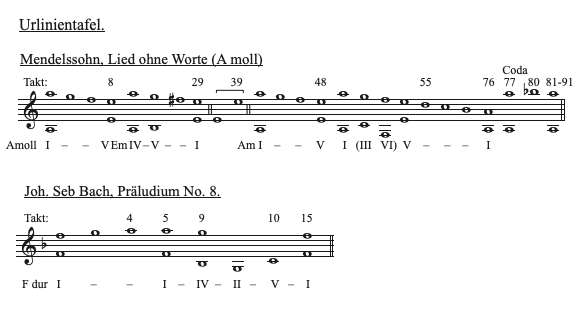 Urlinientafel.
Mendelssohn, Lied ohne Worte (A moll)
Coda
Takt: 8 29 39 48 55 76 77 80 81-91
Amoll I – – V Em IV – V – I Am I – – V I (III VI) V – – – I
Joh. Seb Bach, Präludium No. 8.
Takt: 4 5 9 10 15
F dur I – – I – IV – II – V – I